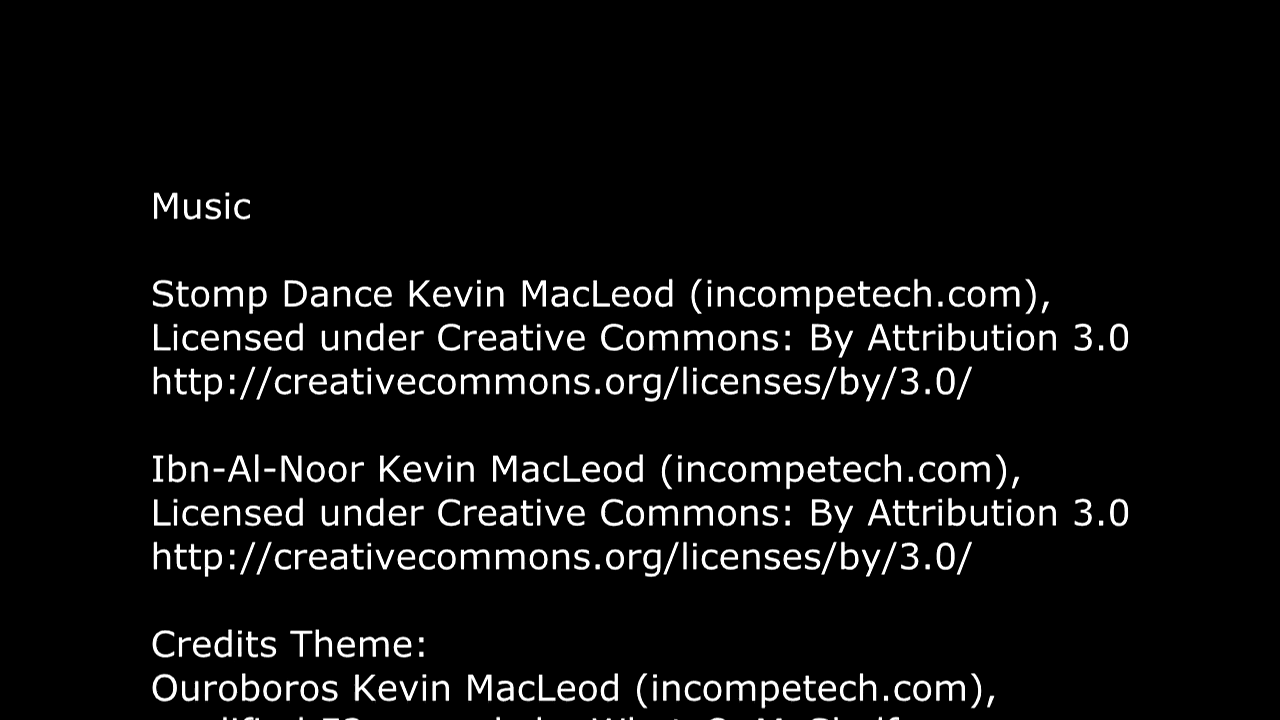 Music
Stomp Dance Kevin MacLeod (incompetech.com),
Licensed under Creative Commons: By Attribution 3.0
http://creativecommons.org/licenses/by/3.0/
Ibn-Al-Noor Kevin MacLeod (incompetech.com),
Licensed under Creative Commons: By Attribution 3.0
http://creativecommons.org/licenses/by/3.0/
Credits Theme:
Ouroboros Kevin MacLeod (incompetech.com),